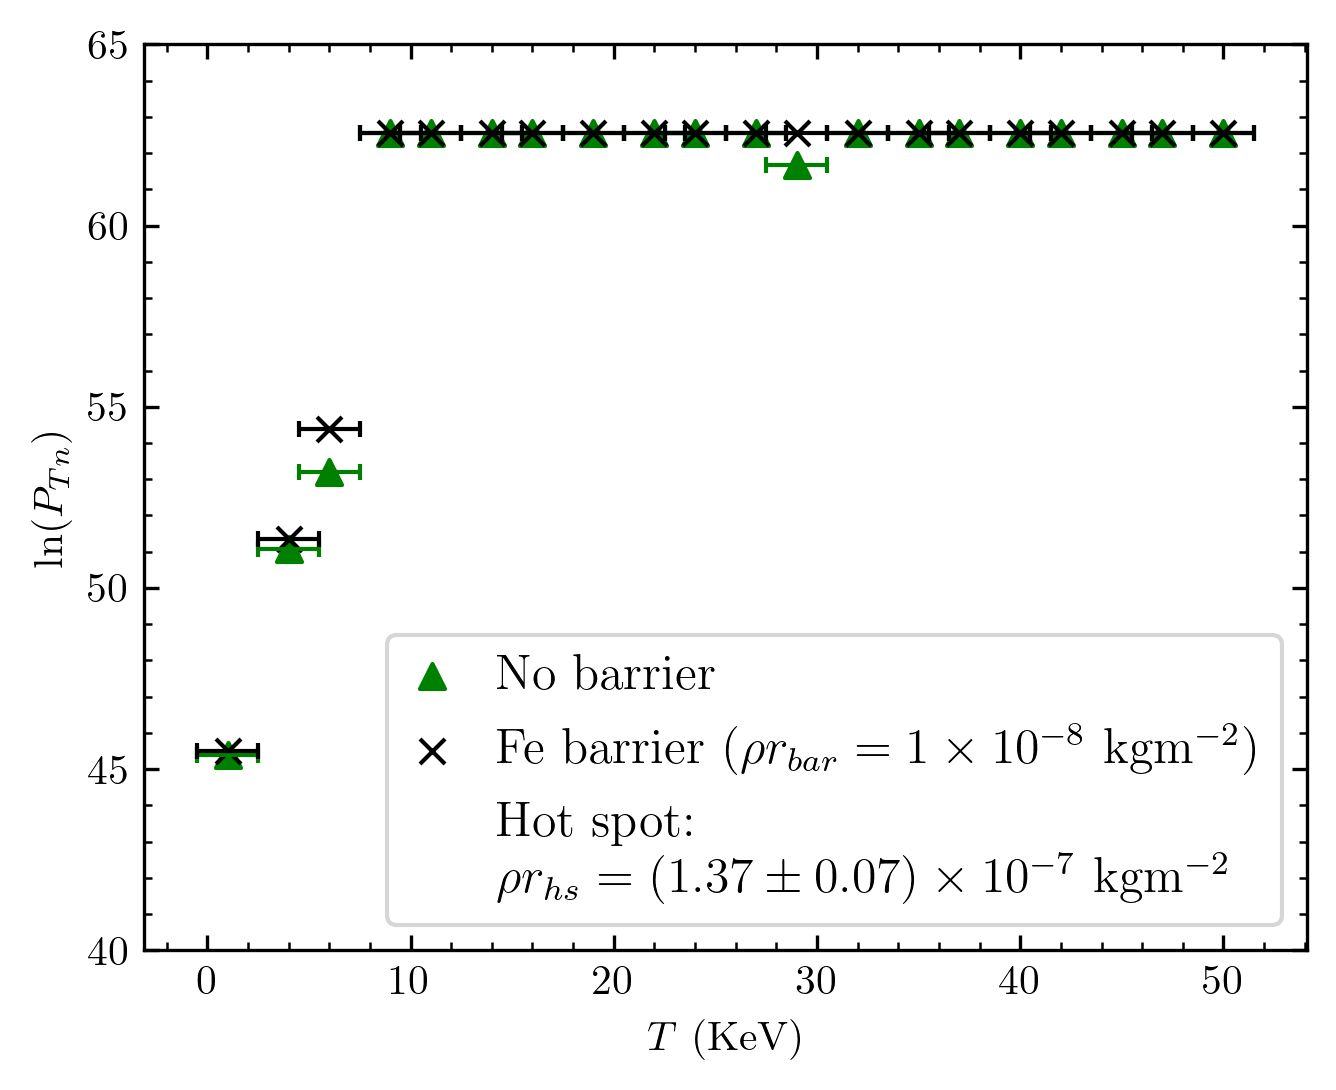 65
60
55
50
45
40
ln(P_{Tn})
No barrier
Fe barrier (ρr_{bar} = 1 × 10⁻⁸ kgm⁻²)
Hot spot:
ρr_{hs} = (1.37 ± 0.07) × 10⁻⁷ kgm⁻²
0 10 20 30 40 50
T (KeV)